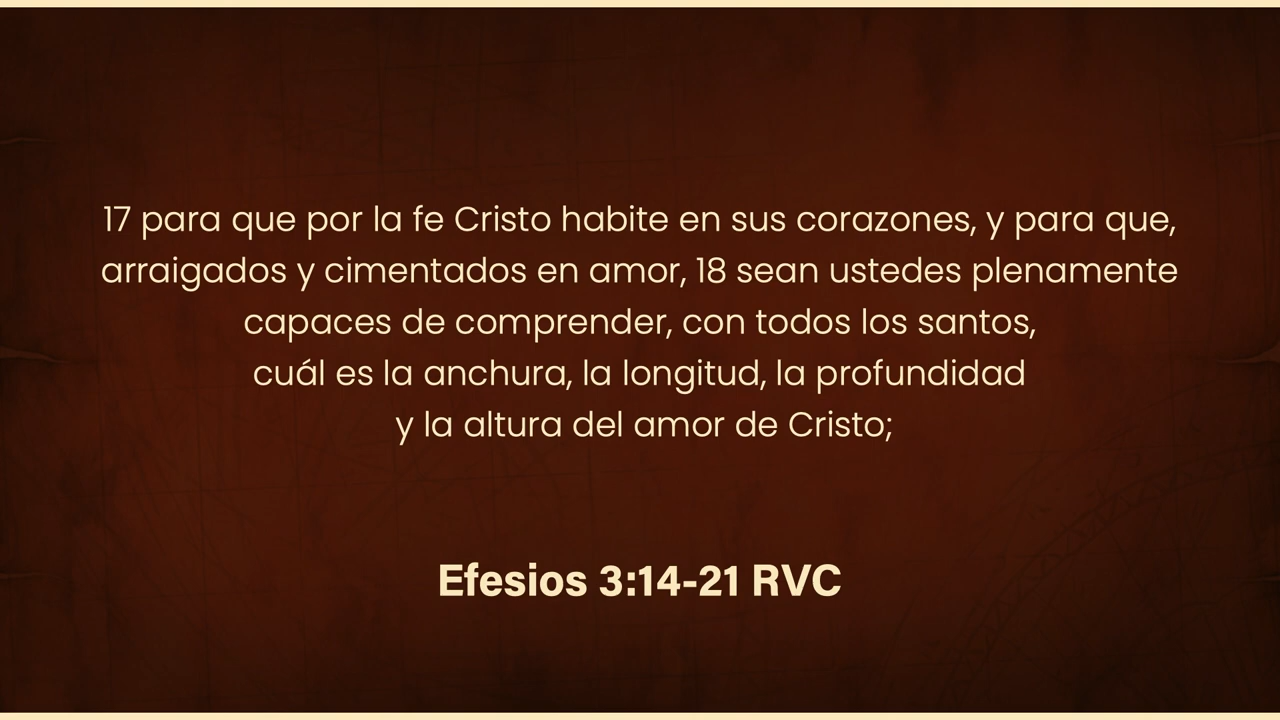 17 para que por la fe Cristo habite en sus corazones, y para que,
arraigados y cimentados en amor, 18 sean ustedes plenamente
capaces de comprender, con todos los santos,
cuál es la anchura, la longitud, la profundidad
y la altura del amor de Cristo;
Efesios 3:14-21 RVC